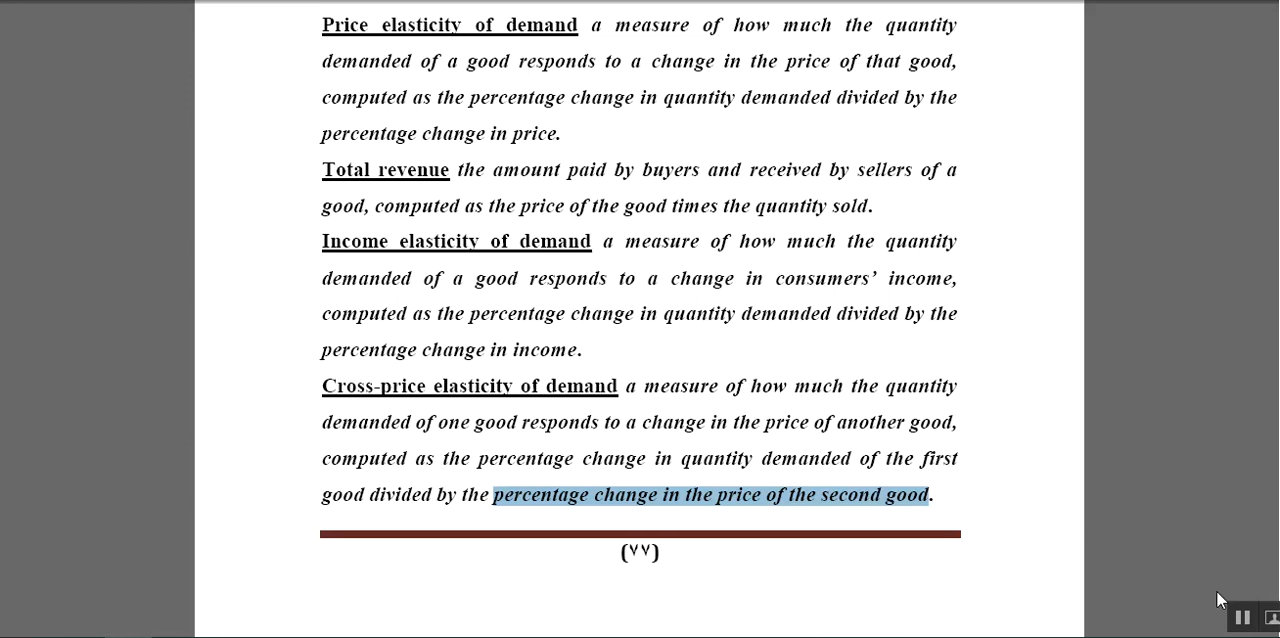 Price elasticity of demand a measure of how much the quantity
demanded of a good responds to a change in the price of that good,
computed as the percentage change in quantity demanded divided by the
percentage change in price.
Total revenue the amount paid by buyers and received by sellers of a
good, computed as the price of the good times the quantity sold.
Income elasticity of demand a measure of how much the quantity
demanded of a good responds to a change in consumers’ income,
computed as the percentage change in quantity demanded divided by the
percentage change in income.
Cross-price elasticity of demand a measure of how much the quantity
demanded of one good responds to a change in the price of another good,
computed as the percentage change in quantity demanded of the first
good divided by the percentage change in the price of the second good.
(٧٧)